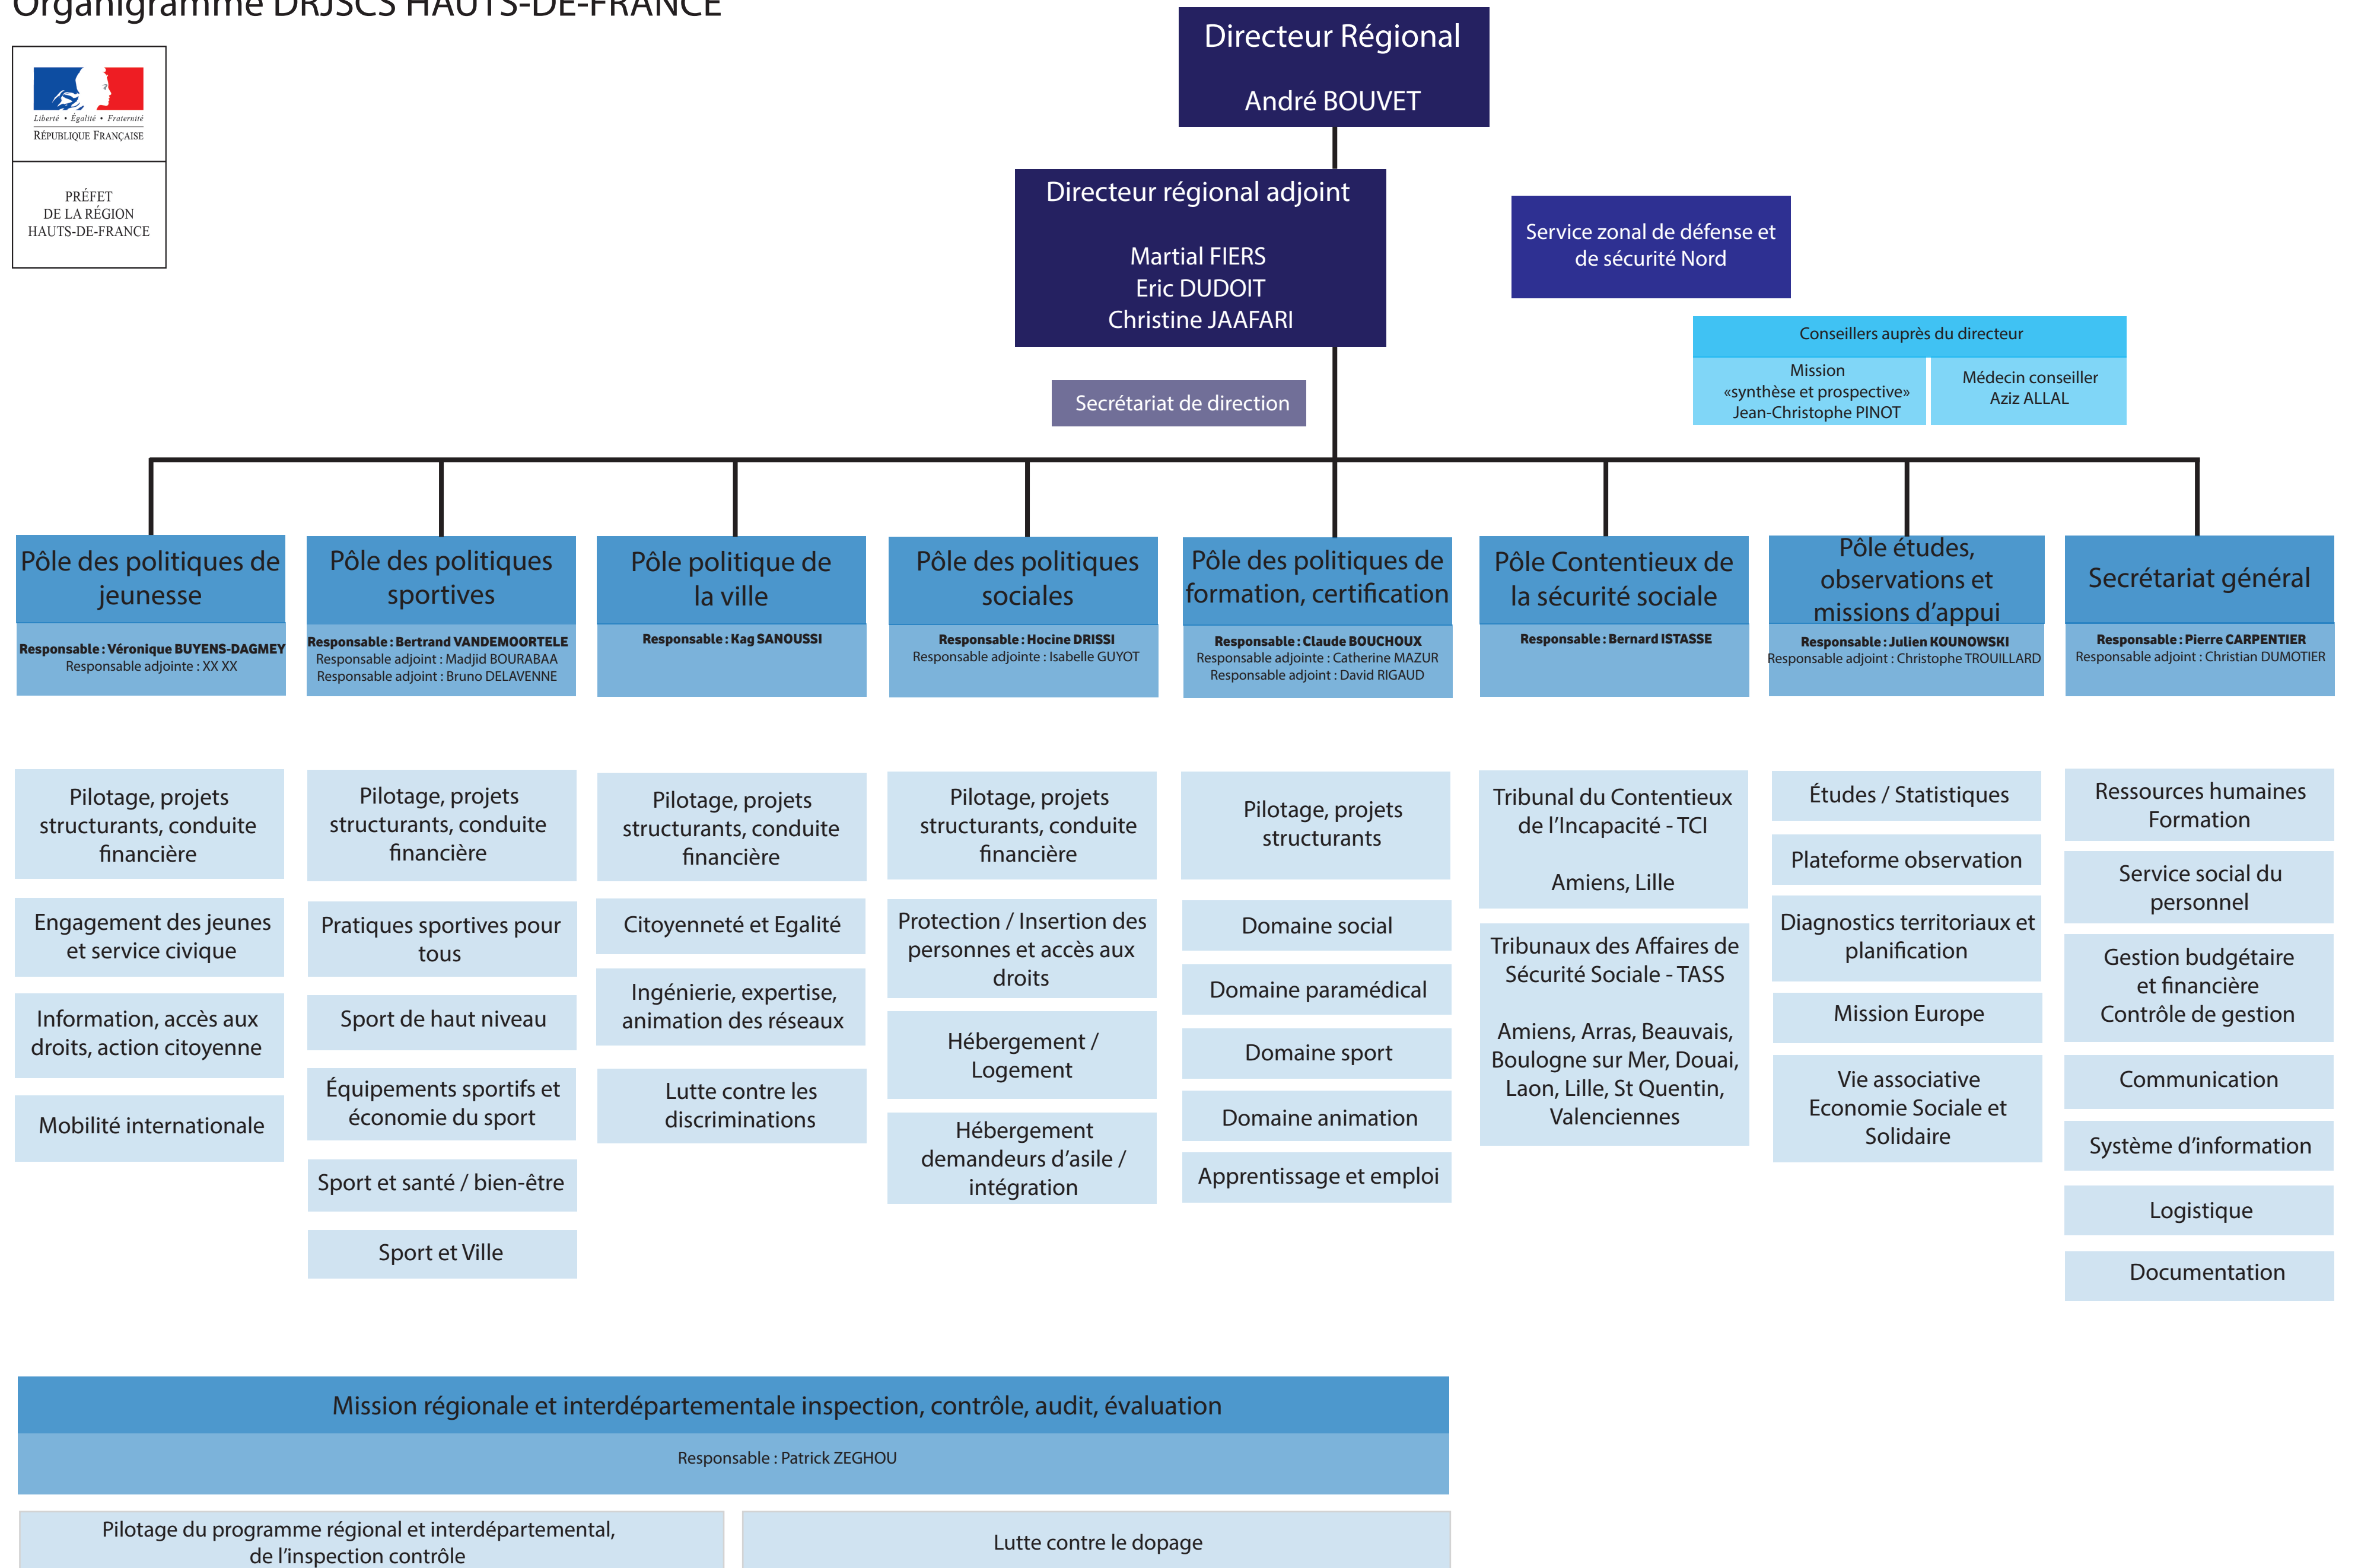 Organigramme DRJSCS HAUTS-DE-FRANCE
Liberté • Égalité • Fraternité
RÉPUBLIQUE FRANÇAISE
PRÉFET
DE LA RÉGION
HAUTS-DE-FRANCE
Directeur Régional
André BOUVET
Directeur régional adjoint
Martial FIERS
Eric DUDOIT
Christine JAAFARI
Service zonal de défense et
de sécurité Nord
Conseillers auprès du directeur
Mission
«synthèse et prospective»
Jean-Christophe PINOT
Médecin conseiller
Aziz ALLAL
Secrétariat de direction
Pôle des politiques de
jeunesse
Responsable : Véronique BUYENS-DAGMEY
Responsable adjointe : XX XX
Pilotage, projets
structurants, conduite
financière
Engagement des jeunes
et service civique
Information, accès aux
droits, action citoyenne
Mobilité internationale
Pôle des politiques
sportives
Responsable : Bertrand VANDEMOORTELE
Responsable adjoint : Madjid BOURABAA
Responsable adjoint : Bruno DELAVENNE
Pilotage, projets
structurants, conduite
financière
Pratiques sportives pour
tous
Sport de haut niveau
Équipements sportifs et
économie du sport
Sport et santé / bien-être
Sport et Ville
Pôle politique de
la ville
Responsable : Kag SANOUSSI
Pilotage, projets
structurants, conduite
financière
Citoyenneté et Egalité
Ingénierie, expertise,
animation des réseaux
Lutte contre les
discriminations
Pôle des politiques
sociales
Responsable : Hocine DRISSI
Responsable adjointe : Isabelle GUYOT
Pilotage, projets
structurants, conduite
financière
Protection / Insertion des
personnes et accès aux
droits
Hébergement /
Logement
Hébergement
demandeurs d’asile /
intégration
Pôle des politiques de
formation, certification
Responsable : Claude BOUCHOUX
Responsable adjointe : Catherine MAZUR
Responsable adjoint : David RIGAUD
Pilotage, projets
structurants
Domaine social
Domaine paramédical
Domaine sport
Domaine animation
Apprentissage et emploi
Pôle Contentieux de
la sécurité sociale
Responsable : Bernard ISTASSE
Tribunal du Contentieux
de l’Incapacité - TCI
Amiens, Lille
Tribunaux des Affaires de
Sécurité Sociale - TASS
Amiens, Arras, Beauvais,
Boulogne sur Mer, Douai,
Laon, Lille, St Quentin,
Valenciennes
Pôle études,
observations et
missions d’appui
Responsable : Julien KOUNOWSKI
Responsable adjoint : Christophe TROUILLARD
Études / Statistiques
Plateforme observation
Diagnostics territoriaux et
planification
Mission Europe
Vie associative
Economie Sociale et
Solidaire
Secrétariat général
Responsable : Pierre CARPENTIER
Responsable adjoint : Christian DUMOTIER
Ressources humaines
Formation
Service social du
personnel
Gestion budgétaire
et financière
Contrôle de gestion
Communication
Système d’information
Logistique
Documentation
Mission régionale et interdépartementale inspection, contrôle, audit, évaluation
Responsable : Patrick ZEGHOU
Pilotage du programme régional et interdépartemental,
de l’inspection contrôle
Lutte contre le dopage